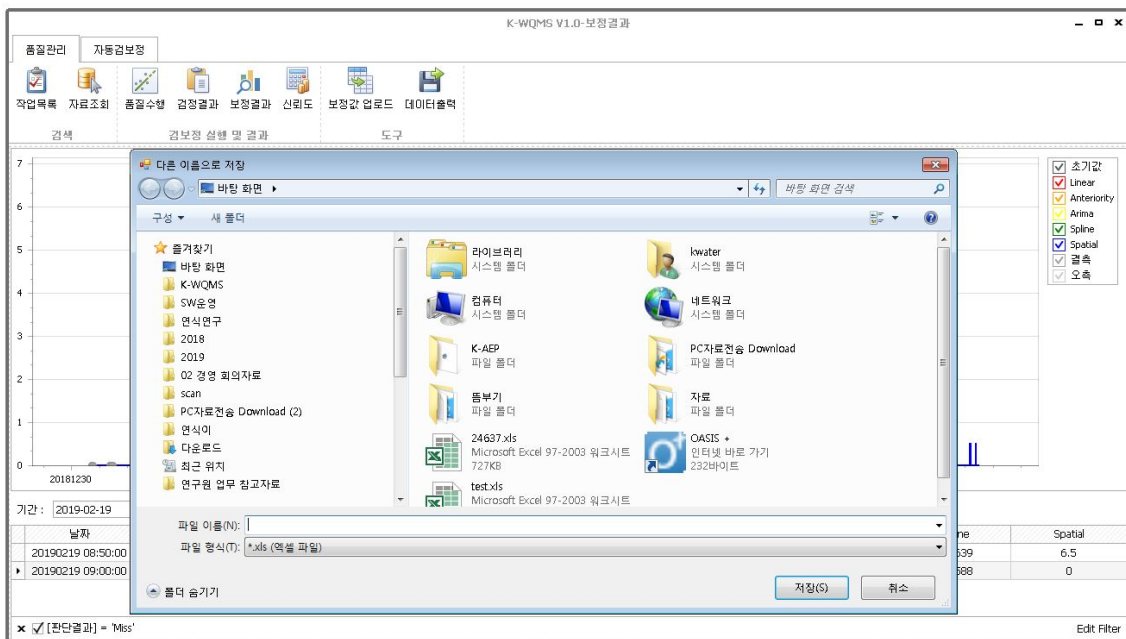 K-WQMS V1.0-보정결과
품질관리 자동검보정
작업목록 자료조회 품질수행 검정결과 보정결과 신뢰도 보정값 업로드 데이터출력
검색 검보정 실행 및 결과 도구
다른 이름으로 저장
바탕 화면
바탕 화면 검색
구성 새 폴더
즐겨찾기
바탕 화면
K-WQMS
SW운영
연식연구
2018
2019
02 경영 회의자료
scan
PC자료전송 Download (2)
연식이
다운로드
최근 위치
연구원 업무 참고자료
라이브러리
시스템 폴더
kwater
시스템 폴더
컴퓨터
시스템 폴더
네트워크
시스템 폴더
K-AEP
파일 폴더
PC자료전송 Download
파일 폴더
뜸부기
파일 폴더
자료
파일 폴더
24637.xls
Microsoft Excel 97-2003 워크시트
727KB
OASIS +
인터넷 바로 가기
232바이트
test.xls
Microsoft Excel 97-2003 워크시트
파일 이름(N):
파일 형식(T): *.xls (엑셀 파일)
폴더 숨기기
저장(S) 취소
7
6
5
4
3
2
1
0
20181230
초기값
Linear
Anteriority
Arima
Spline
Spatial
결측
오측
기간 : 2019-02-19
날짜 ne Spatial
20190219 08:50:00 639 6.5
20190219 09:00:00 588 0
[판단결과] = 'Miss' Edit Filter